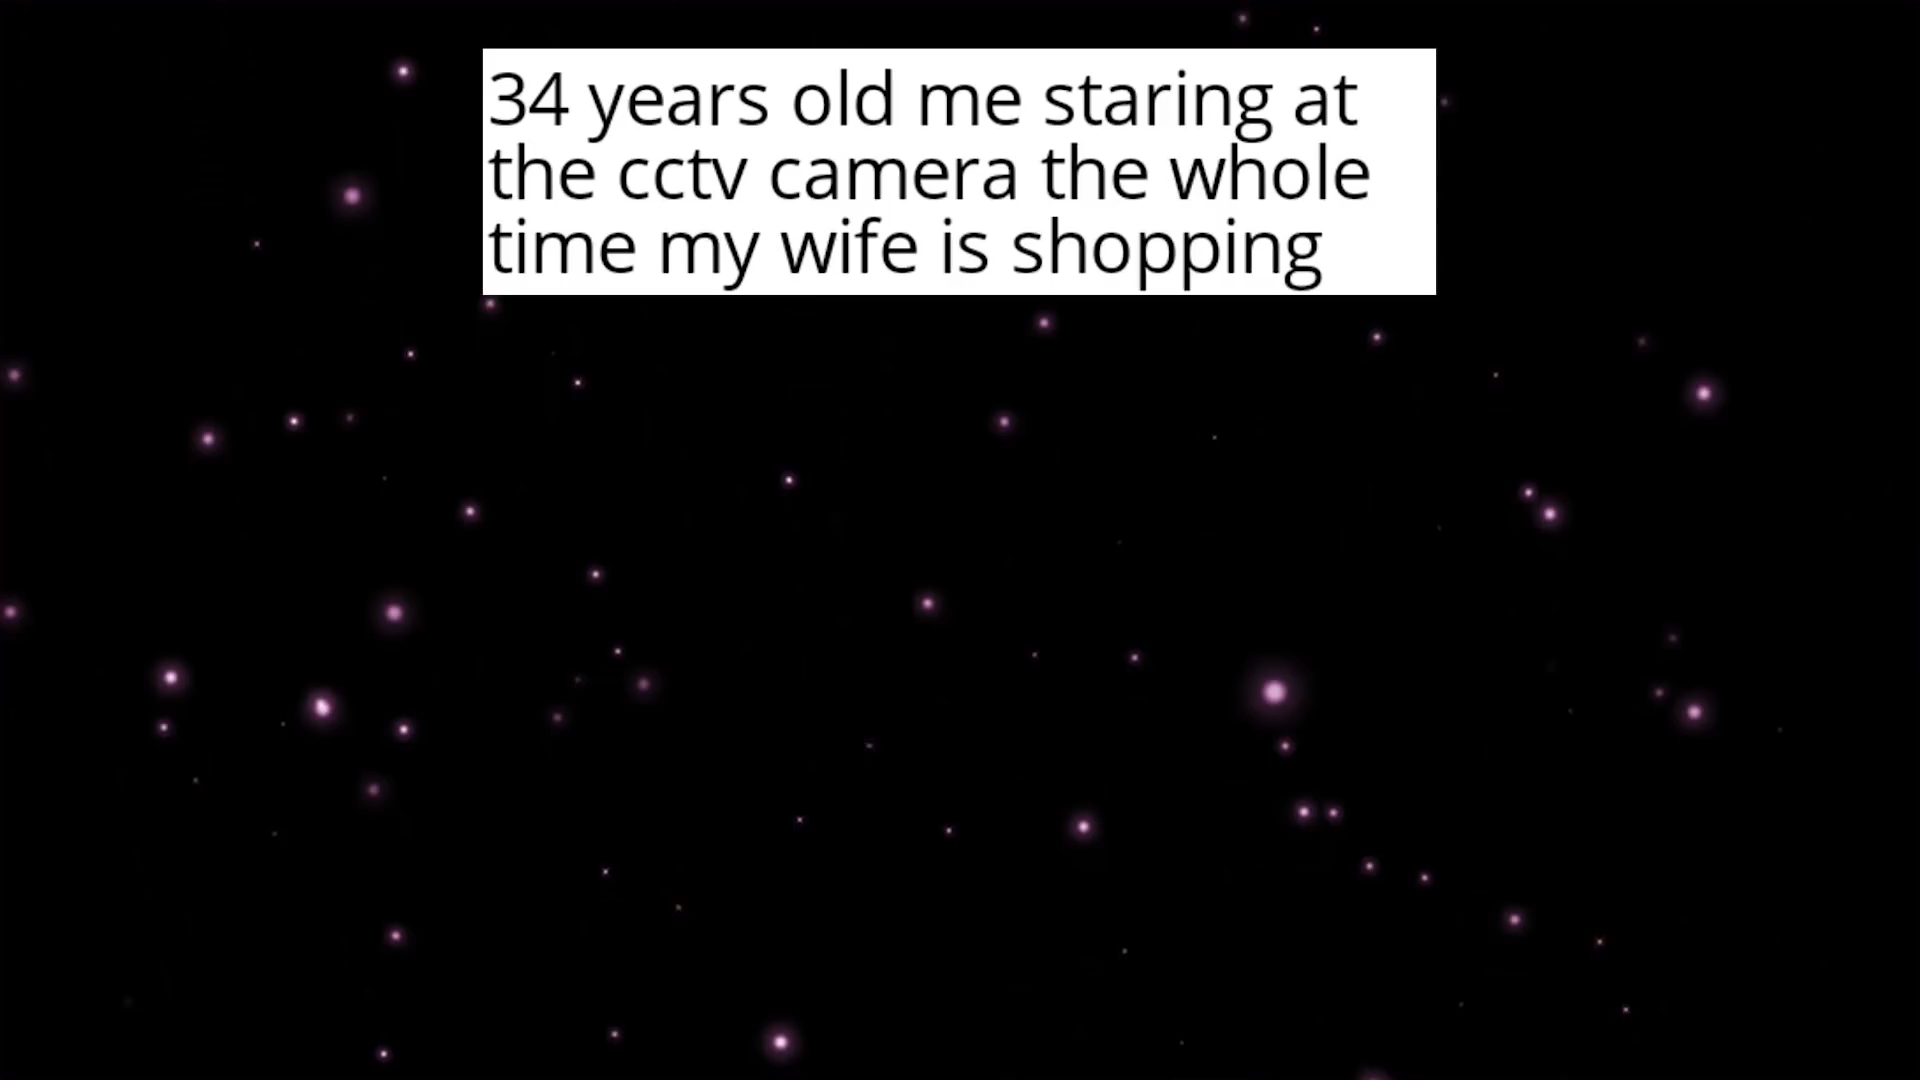 34 years old me staring at
the cctv camera the whole
time my wife is shopping